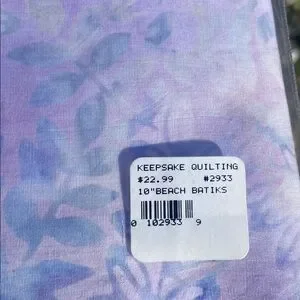 KEEPSAKE QUILTING
$22.99 #2933
10"BEACH BATIKS
0 102933 9